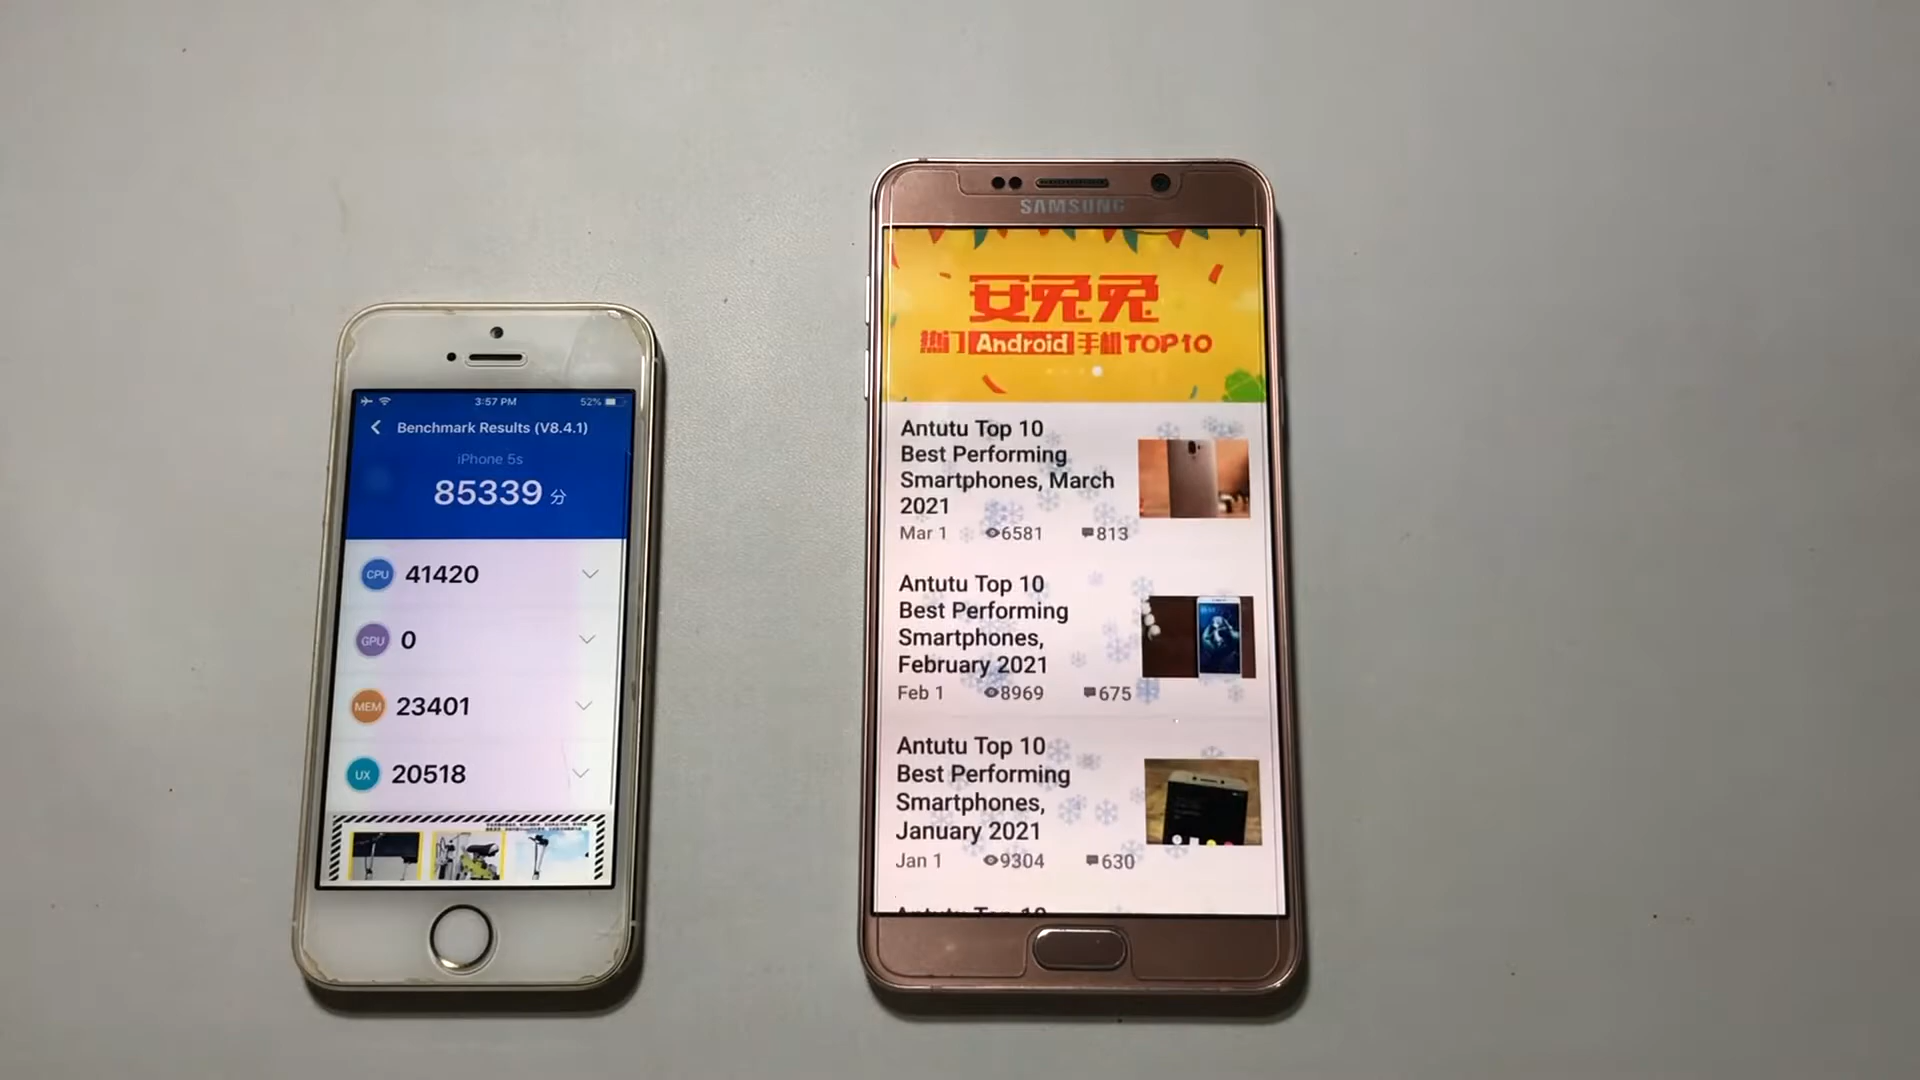 3:57 PM
52%
Benchmark Results (V8.4.1)
iPhone 5s
85339 分
CPU 41420
GPU 0
MEM 23401
UX 20518
SAMSUNG
安兔兔
热门Android手机TOP10
Antutu Top 10
Best Performing
Smartphones, March
2021
Mar 1 6581 813
Antutu Top 10
Best Performing
Smartphones,
February 2021
Feb 1 8969 675
Antutu Top 10
Best Performing
Smartphones,
January 2021
Jan 1 9304 630
Antutu Top 10